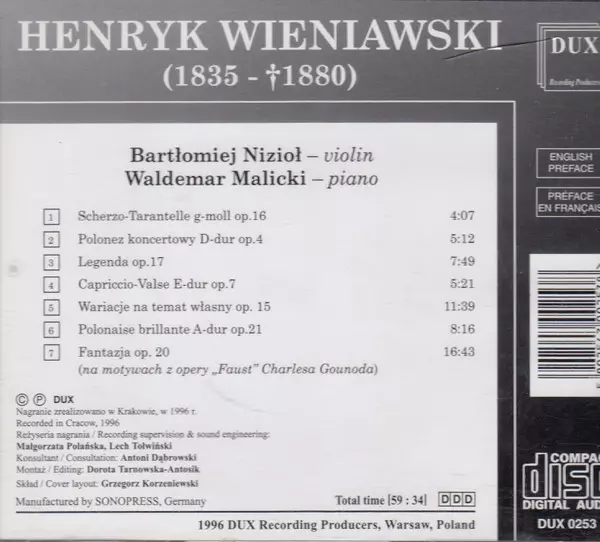 HENRYK WIENIAWSKI
(1835 - †1880)
DUX
Recording Producers
ENGLISH
PREFACE
PRÉFACE
EN FRANÇAIS
Bartłomiej Nizioł – violin
Waldemar Malicki – piano
1 Scherzo-Tarantelle g-moll op.16 4:07
2 Polonez koncertowy D-dur op.4 5:12
3 Legenda op.17 7:49
4 Capriccio-Valse E-dur op.7 5:21
5 Wariacje na temat własny op. 15 11:39
6 Polonaise brillante A-dur op.21 8:16
7 Fantazja op. 20 16:43
(na motywach z opery „Faust” Charlesa Gounoda)
© ℗ DUX
Nagranie zrealizowano w Krakowie, w 1996 r.
Recorded in Cracow, 1996
Reżyseria nagrania / Recording supervision & sound engineering:
Małgorzata Polańska, Lech Tołwiński
Konsultant / Consultation: Antoni Dąbrowski
Montaż / Editing: Dorota Tarnowska-Antosik
Skład / Cover layout: Grzegorz Korzeniewski
Manufactured by SONOPRESS, Germany
Total time |59 : 34| DDD
1996 DUX Recording Producers, Warsaw, Poland
COMPACT
disc
DIGITAL AUDIO
DUX 0253